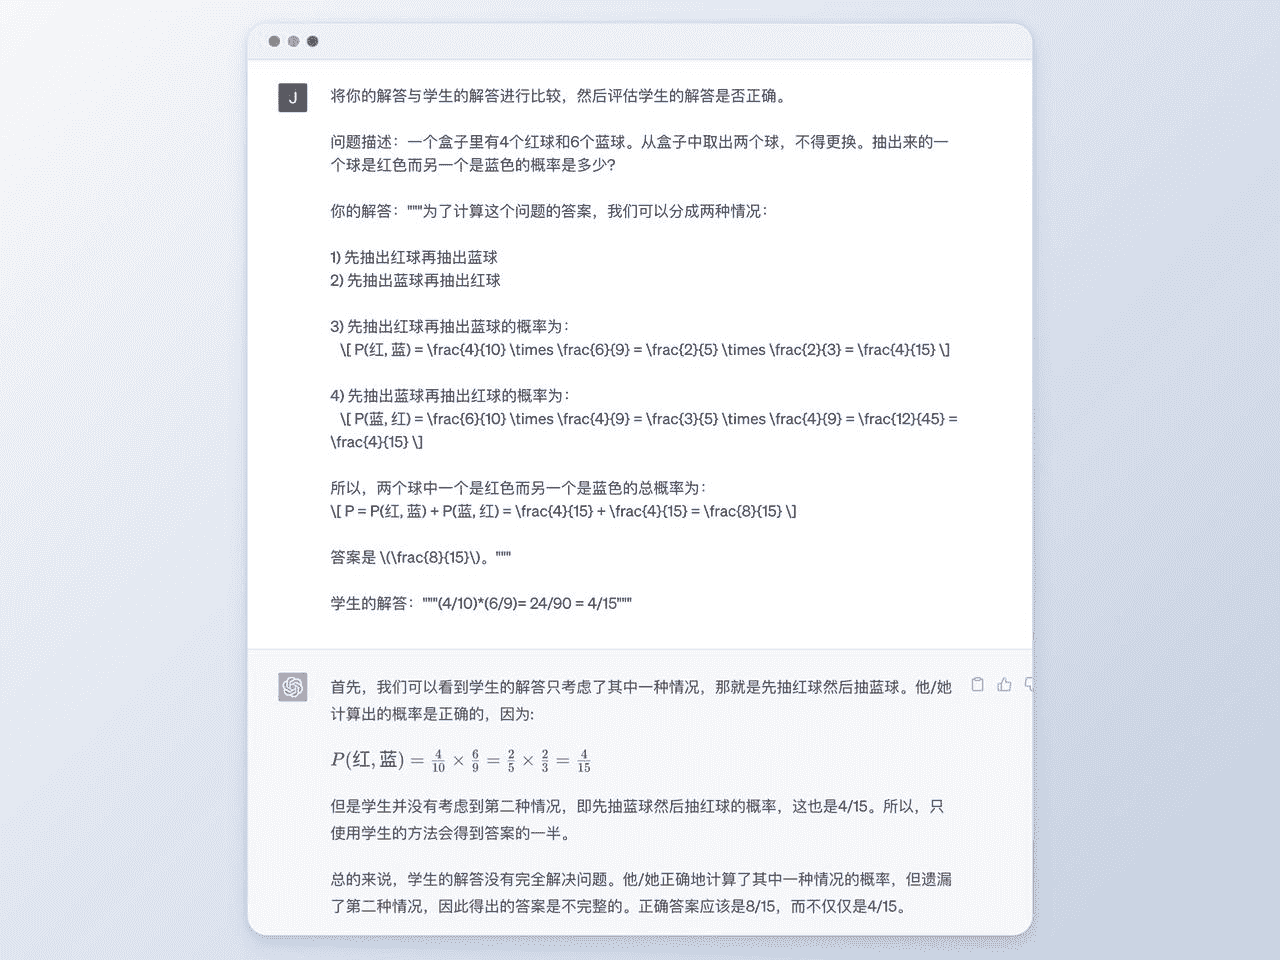 J
将你的解答与学生的解答进行比较，然后评估学生的解答是否正确。
问题描述：一个盒子里有4个红球和6个蓝球。从盒子中取出两个球，不得更换。抽出来的一
个球是红色而另一个是蓝色的概率是多少?
你的解答："""为了计算这个问题的答案，我们可以分成两种情况：
1) 先抽出红球再抽出蓝球
2) 先抽出蓝球再抽出红球
3) 先抽出红球再抽出蓝球的概率为：
\[ P(红, 蓝) = \frac{4}{10} \times \frac{6}{9} = \frac{2}{5} \times \frac{2}{3} = \frac{4}{15} \]
4) 先抽出蓝球再抽出红球的概率为：
\[ P(蓝, 红) = \frac{6}{10} \times \frac{4}{9} = \frac{3}{5} \times \frac{4}{9} = \frac{12}{45} =
\frac{4}{15} \]
所以，两个球中一个是红色而另一个是蓝色的总概率为：
\[ P = P(红, 蓝) + P(蓝, 红) = \frac{4}{15} + \frac{4}{15} = \frac{8}{15} \]
答案是 \(\frac{8}{15}\)。"""
学生的解答："""(4/10)*(6/9)= 24/90 = 4/15"""
首先，我们可以看到学生的解答只考虑了其中一种情况，那就是先抽红球然后抽蓝球。他/她
计算出的概率是正确的，因为:
P(红, 蓝) = 4/10 × 6/9 = 2/5 × 2/3 = 4/15
但是学生并没有考虑到第二种情况，即先抽蓝球然后抽红球的概率，这也是4/15。所以，只
使用学生的方法会得到答案的一半。
总的来说，学生的解答没有完全解决问题。他/她正确地计算了其中一种情况的概率，但遗漏
了第二种情况，因此得出的答案是不完整的。正确答案应该是8/15，而不仅仅是4/15。